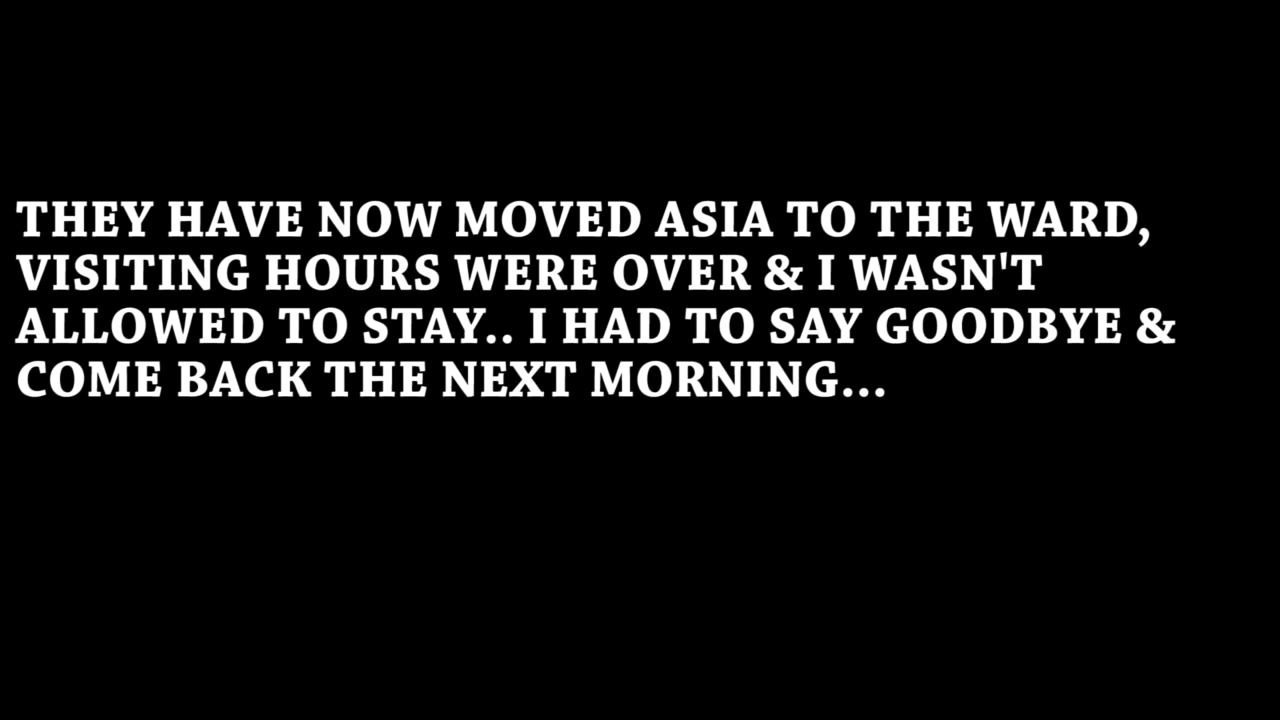 THEY HAVE NOW MOVED ASIA TO THE WARD,
VISITING HOURS WERE OVER & I WASN'T
ALLOWED TO STAY.. I HAD TO SAY GOODBYE &
COME BACK THE NEXT MORNING...